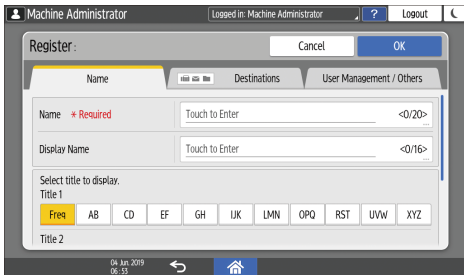 Machine Administrator
Logged in: Machine Administrator
?
Logout
Register :
Cancel
OK
Name
Destinations
User Management / Others
Name * Required
Touch to Enter
<0/20>
...
Display Name
Touch to Enter
<0/16>
...
Select title to display.
Title 1
Freq AB CD EF GH IJK LMN OPQ RST UVW XYZ
Title 2
04 Jun. 2019
06 : 53